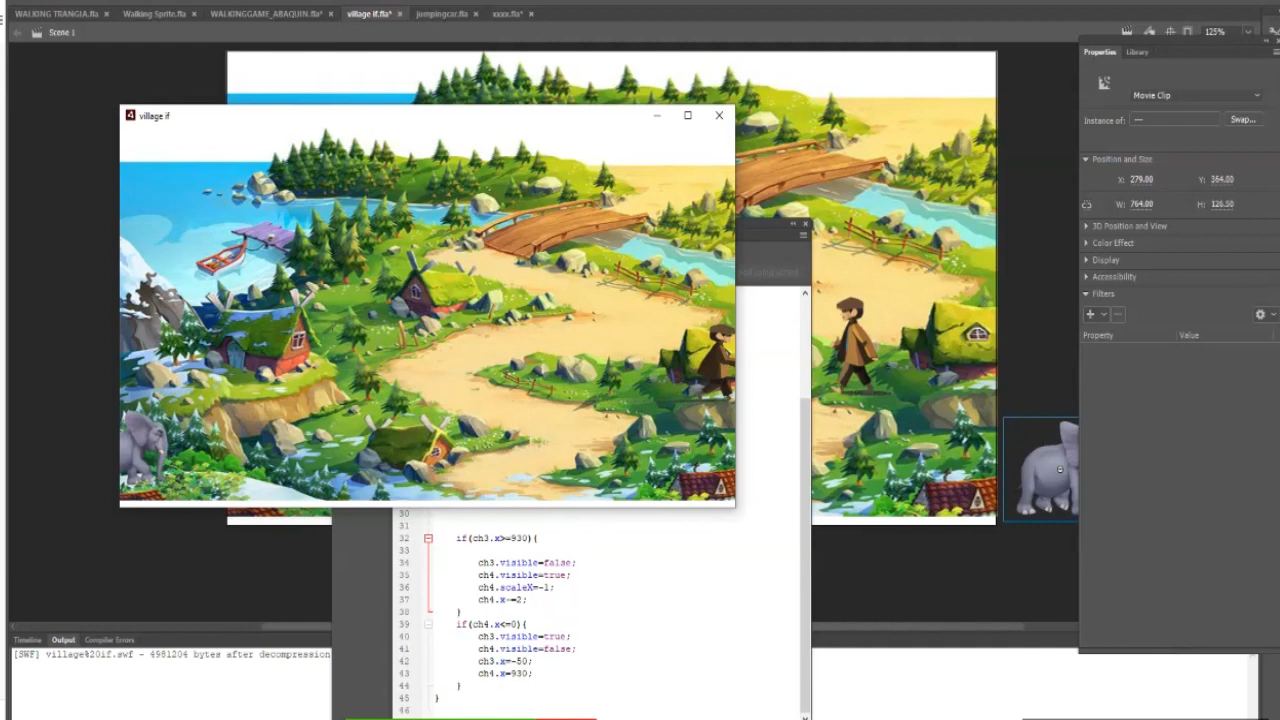 WALKING TRANGIA.fla × Walking Sprite.fla × WALKINGGAME_ABAQUIN.fla* × village if.fla* × jumpingcar.fla × xxxx.fla* ×
Scene 1
125%
Properties Library
Movie Clip
Instance of: — Swap...
Position and Size
X: 279.00 Y: 364.00
W: 764.00 H: 128.50
3D Position and View
Color Effect
Display
Accessibility
Filters
Property Value
village if
30
31
32 if(ch3.x>=930){
33
34 ch3.visible=false;
35 ch4.visible=true;
36 ch4.scaleX=-1;
37 ch4.x-=2;
38 }
39 if(ch4.x<=0){
40 ch3.visible=true;
41 ch4.visible=false;
42 ch3.x=-50;
43 ch4.x=930;
44 }
45 }
46
Timeline Output Compiler Errors
[SWF] village%20if.swf - 4981204 bytes after decompression